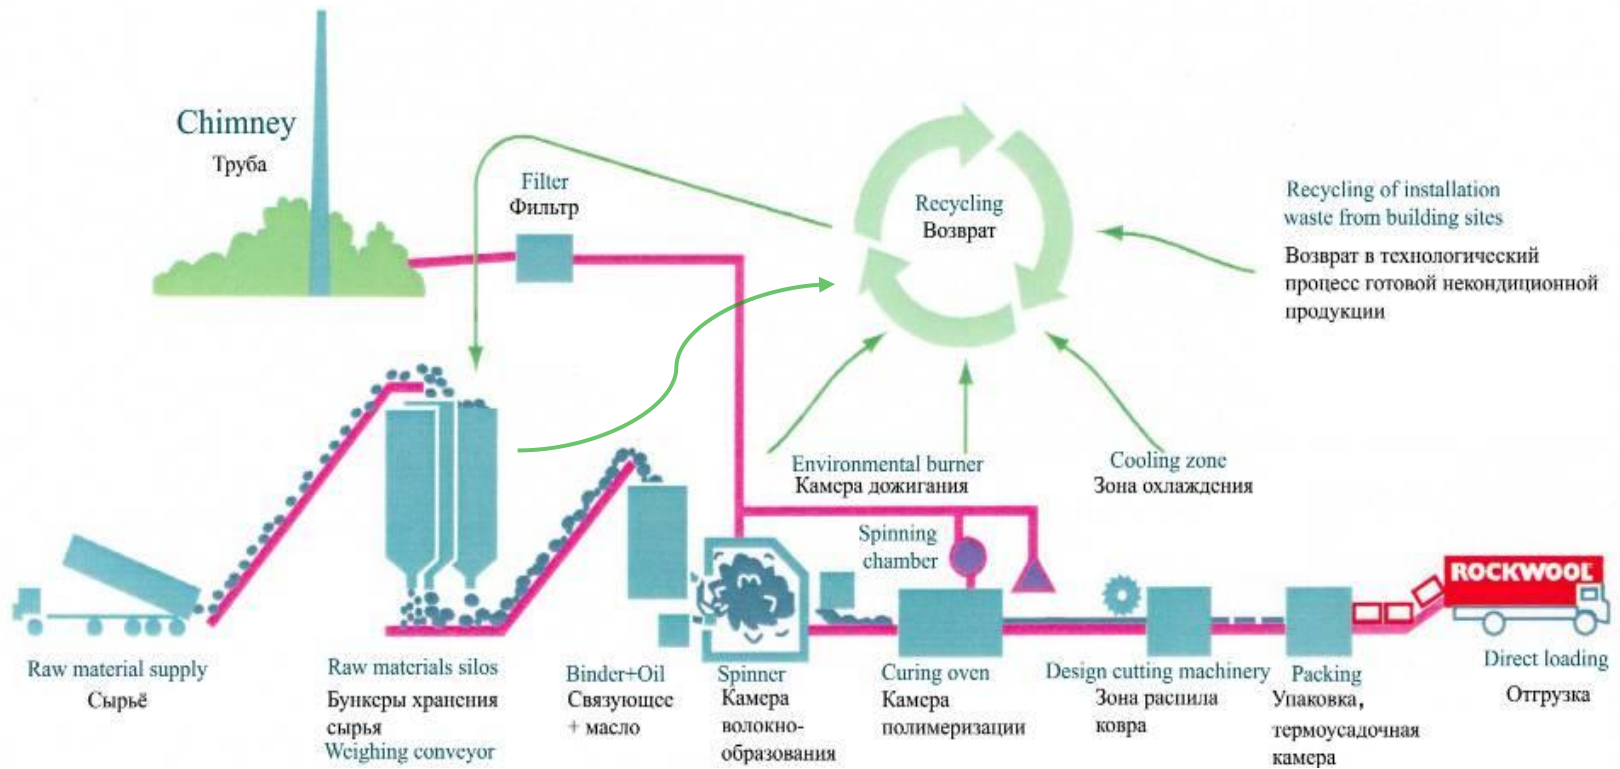 Chimney
Труба
Filter
Фильтр
Recycling
Возврат
Recycling of installation
waste from building sites
Возврат в технологический
процесс готовой некондиционной
продукции
Environmental burner
Камера дожигания
Cooling zone
Зона охлаждения
Spinning
chamber
ROCKWOOL
Raw material supply
Сырьё
Raw materials silos
Бункеры хранения
сырья
Weighing conveyor
Binder+Oil
Связующее
+ масло
Spinner
Камера
волокно-
образования
Curing oven
Камера
полимеризации
Design cutting machinery
Зона распила
ковра
Packing
Упаковка,
термоусадочная
камера
Direct loading
Отгрузка